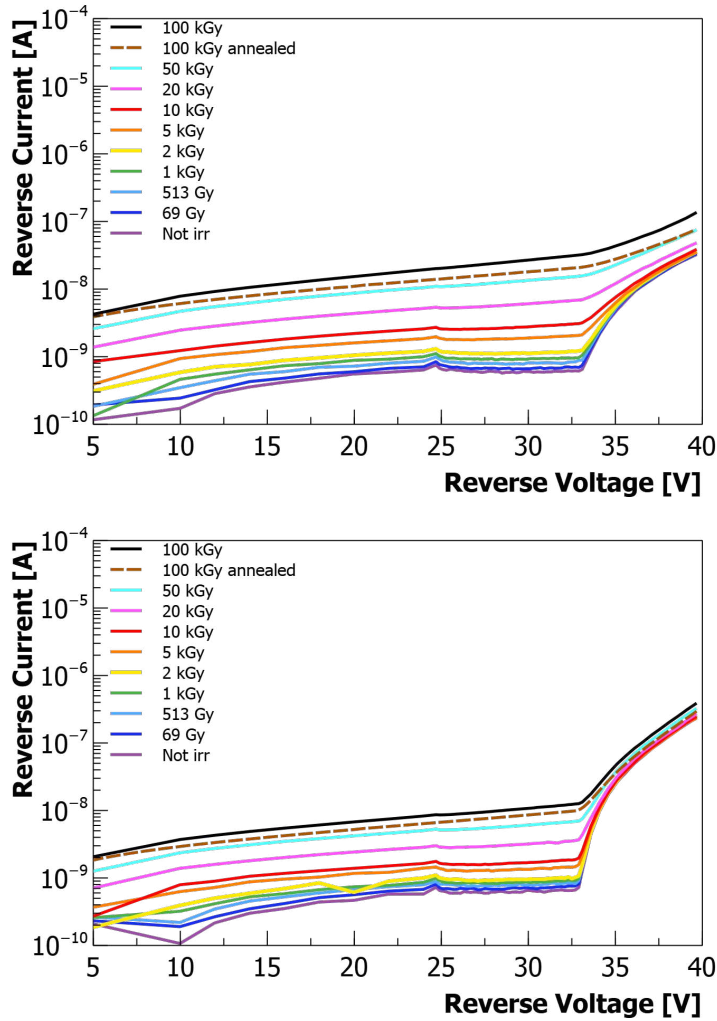 Reverse Current [A]
10⁻⁴
10⁻⁵
10⁻⁶
10⁻⁷
10⁻⁸
10⁻⁹
10⁻¹⁰
100 kGy
100 kGy annealed
50 kGy
20 kGy
10 kGy
5 kGy
2 kGy
1 kGy
513 Gy
69 Gy
Not irr
5 10 15 20 25 30 35 40
Reverse Voltage [V]
Reverse Current [A]
10⁻⁴
10⁻⁵
10⁻⁶
10⁻⁷
10⁻⁸
10⁻⁹
10⁻¹⁰
100 kGy
100 kGy annealed
50 kGy
20 kGy
10 kGy
5 kGy
2 kGy
1 kGy
513 Gy
69 Gy
Not irr
5 10 15 20 25 30 35 40
Reverse Voltage [V]